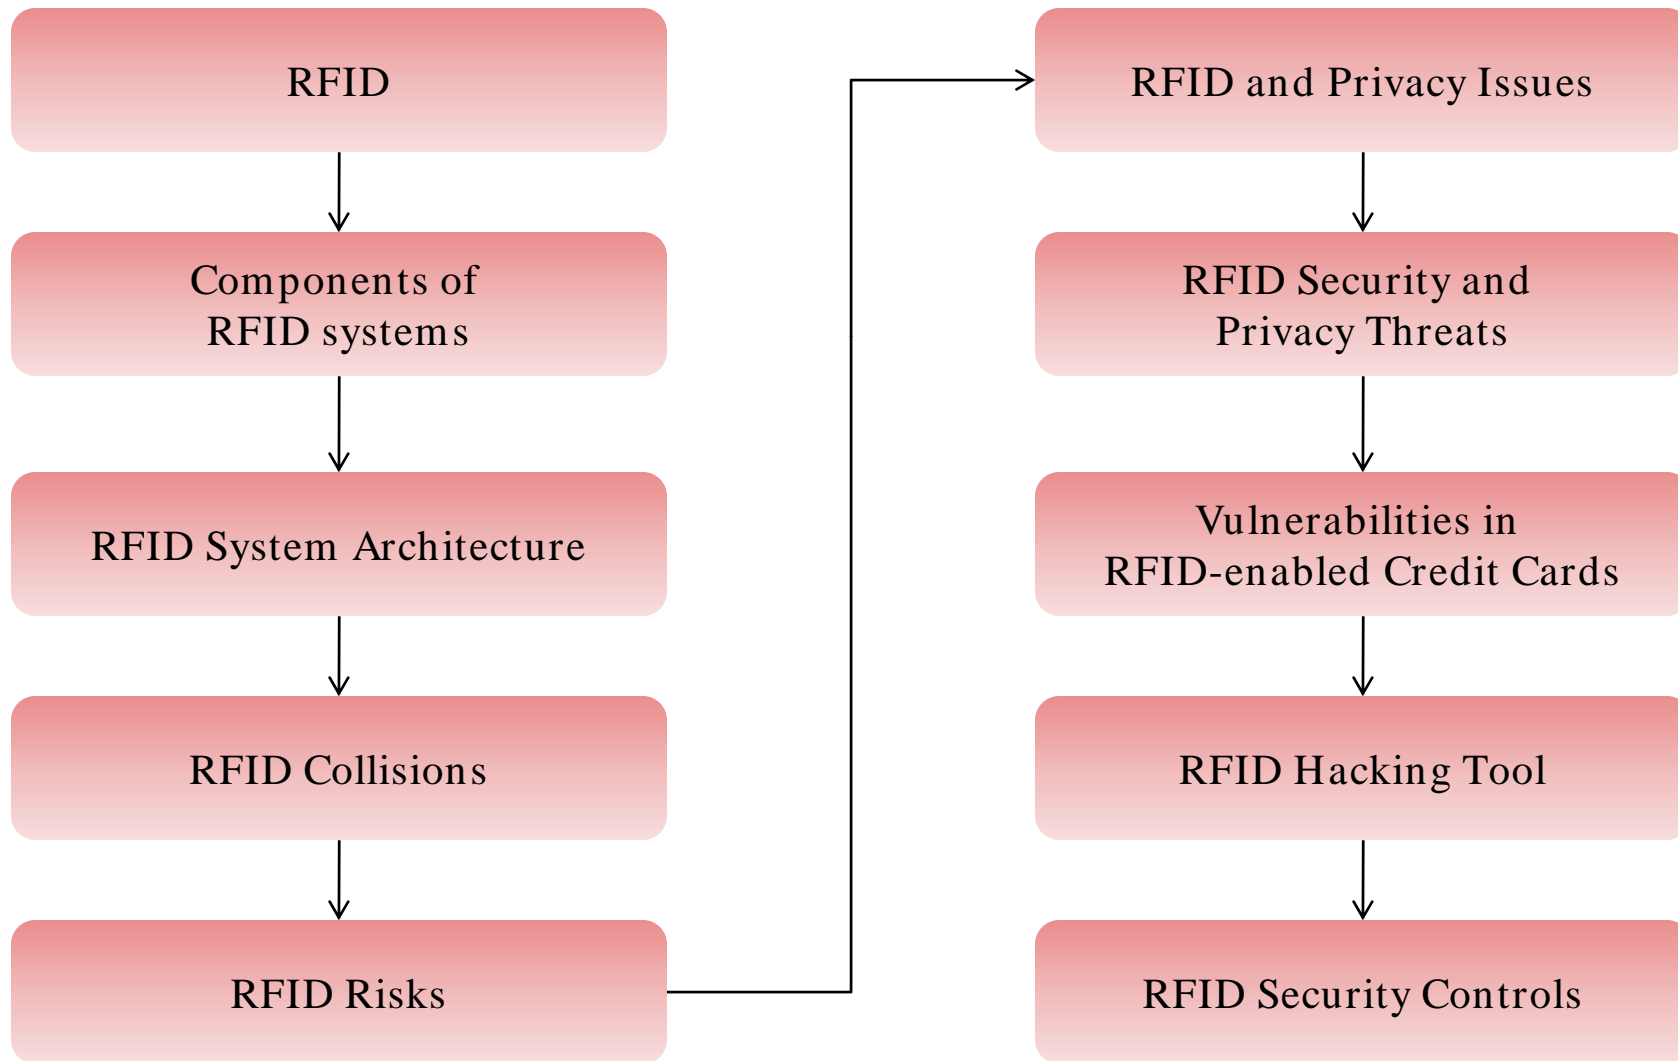 RFID
Components of
RFID systems
RFID System Architecture
RFID Collisions
RFID Risks
RFID and Privacy Issues
RFID Security and
Privacy Threats
Vulnerabilities in
RFID-enabled Credit Cards
RFID Hacking Tool
RFID Security Controls